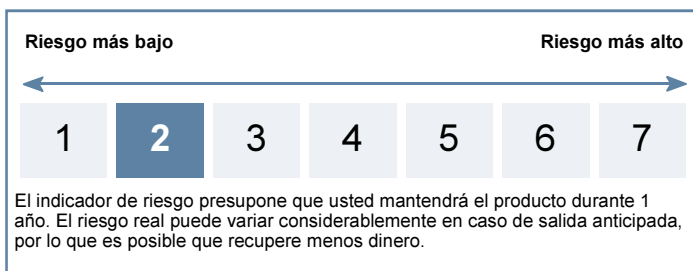 Riesgo más bajo Riesgo más alto
1 2 3 4 5 6 7
El indicador de riesgo presupone que usted mantendrá el producto durante 1
año. El riesgo real puede variar considerablemente en caso de salida anticipada,
por lo que es posible que recupere menos dinero.